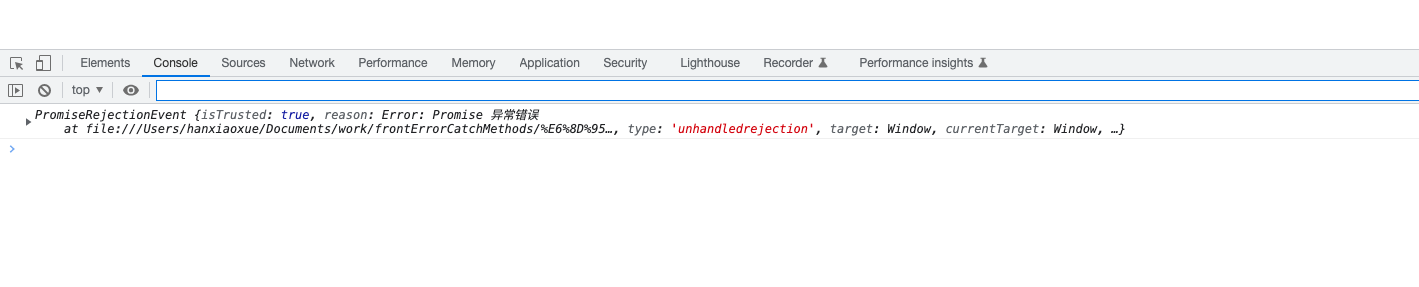 Elements Console Sources Network Performance Memory Application Security Lighthouse Recorder Performance insights
top
PromiseRejectionEvent {isTrusted: true, reason: Error: Promise 异常错误
at file:///Users/hanxiaoxue/Documents/work/frontErrorCatchMethods/%E6%8D%95…, type: 'unhandledrejection', target: Window, currentTarget: Window, …}